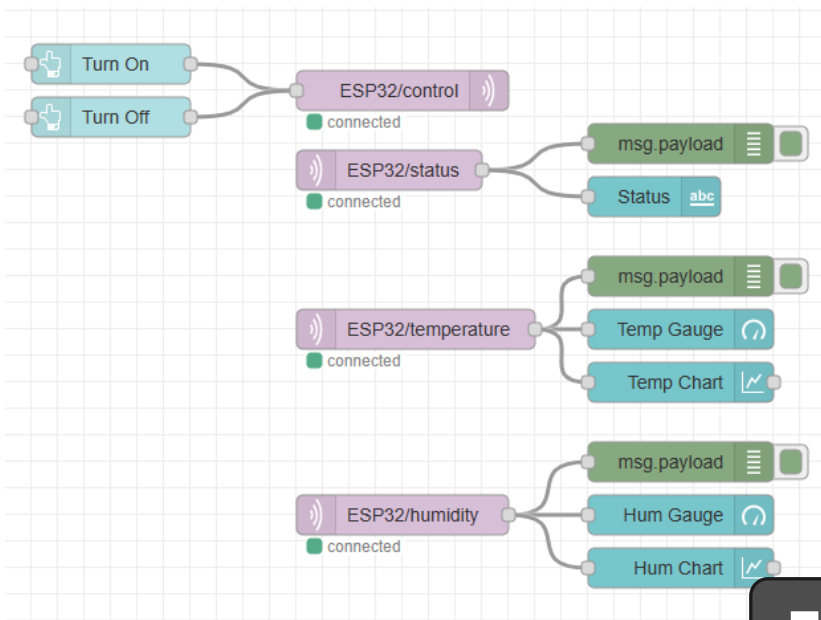 Turn On
Turn Off
ESP32/control
connected
ESP32/status
connected
msg.payload
Status
abc
ESP32/temperature
connected
msg.payload
Temp Gauge
Temp Chart
ESP32/humidity
connected
msg.payload
Hum Gauge
Hum Chart